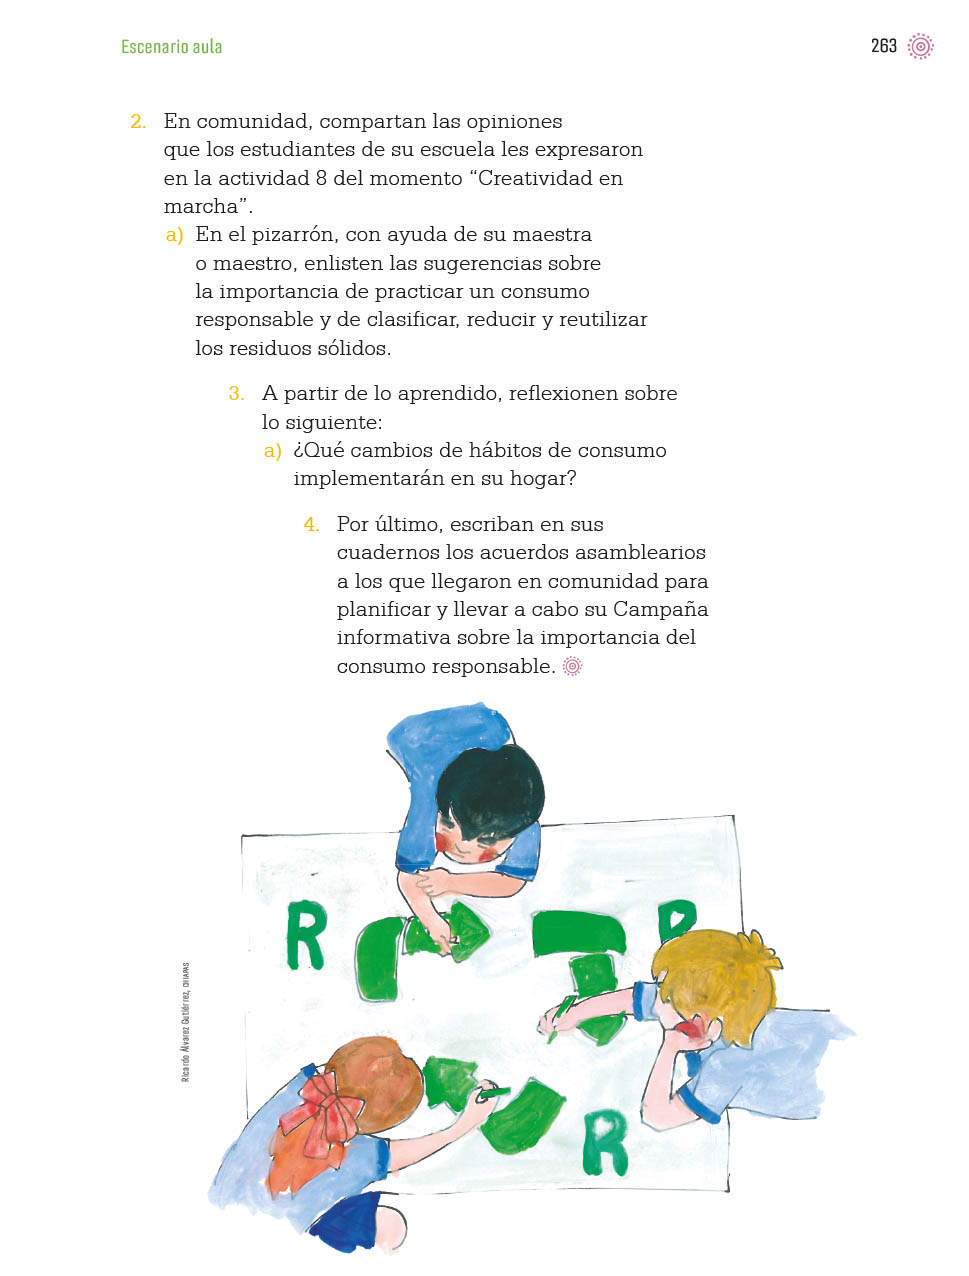 Escenario aula
263
2. En comunidad, compartan las opiniones
que los estudiantes de su escuela les expresaron
en la actividad 8 del momento “Creatividad en
marcha”.
a) En el pizarrón, con ayuda de su maestra
o maestro, enlisten las sugerencias sobre
la importancia de practicar un consumo
responsable y de clasificar, reducir y reutilizar
los residuos sólidos.
3. A partir de lo aprendido, reflexionen sobre
lo siguiente:
a) ¿Qué cambios de hábitos de consumo
implementarán en su hogar?
4. Por último, escriban en sus
cuadernos los acuerdos asamblearios
a los que llegaron en comunidad para
planificar y llevar a cabo su Campaña
informativa sobre la importancia del
consumo responsable.
R
R
R
Ricardo Álvarez Gutiérrez, CHIAPAS